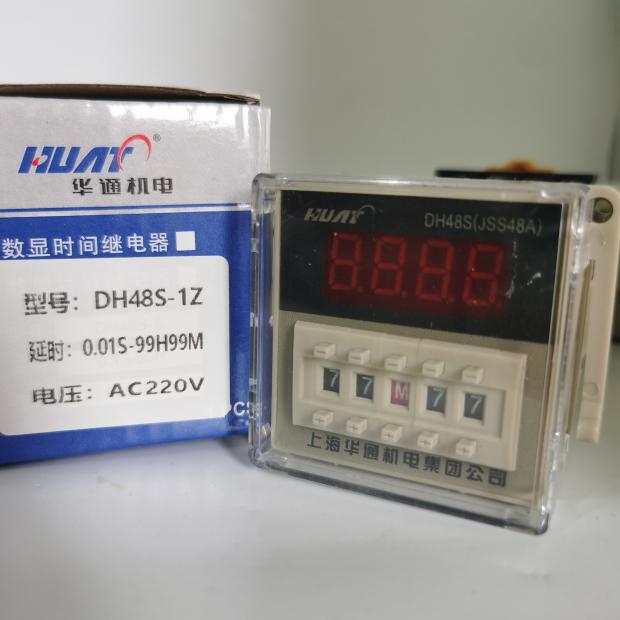 HUAT®
华通机电
数显时间继电器
型号: DH48S-1Z
延时: 0.01S-99H99M
电压: AC220V
HUAT
DH48S(JSS48A)
8.8.8.8
- - - - -
7 7 M 7 7
+ + + + +
上海华通机电集团公司